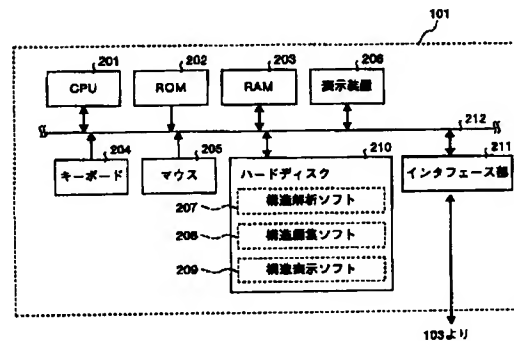 101
201
202
203
206
CPU
ROM
RAM
表示装置
212
204
205
210
211
キーボード
マウス
ハードディスク
インタフェース部
207
構造解析ソフト
208
構造編集ソフト
209
構造表示ソフト
103より